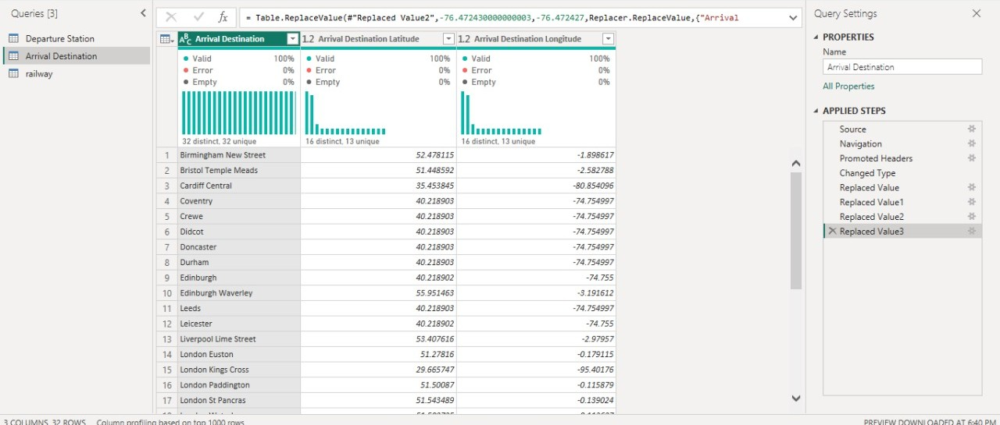 Queries [3]
Departure Station
Arrival Destination
railway
fx
= Table.ReplaceValue(#"Replaced Value2",-76.472430000000003,-76.472427,Replacer.ReplaceValue,{"Arrival
ABC Arrival Destination 1.2 Arrival Destination Latitude 1.2 Arrival Destination Longitude
Valid 100% Valid 100% Valid 100%
Error 0% Error 0% Error 0%
Empty 0% Empty 0% Empty 0%
32 distinct, 32 unique 16 distinct, 13 unique 16 distinct, 13 unique
1 Birmingham New Street 52.478115 -1.898617
2 Bristol Temple Meads 51.448592 -2.582788
3 Cardiff Central 35.453845 -80.854096
4 Coventry 40.218903 -74.754997
5 Crewe 40.218903 -74.754997
6 Didcot 40.218903 -74.754997
7 Doncaster 40.218903 -74.754997
8 Durham 40.218903 -74.754997
9 Edinburgh 40.218902 -74.755
10 Edinburgh Waverley 55.951463 -3.191612
11 Leeds 40.218903 -74.754997
12 Leicester 40.218902 -74.755
13 Liverpool Lime Street 53.407616 -2.97957
14 London Euston 51.27816 -0.179115
15 London Kings Cross 29.665747 -95.40176
16 London Paddington 51.50087 -0.115879
17 London St Pancras 51.543489 -0.139024
Query Settings
PROPERTIES
Name
Arrival Destination
All Properties
APPLIED STEPS
Source
Navigation
Promoted Headers
Changed Type
Replaced Value
Replaced Value1
Replaced Value2
Replaced Value3
3 COLUMNS, 32 ROWS Column profiling based on top 1000 rows
PREVIEW DOWNLOADED AT 6:40 PM